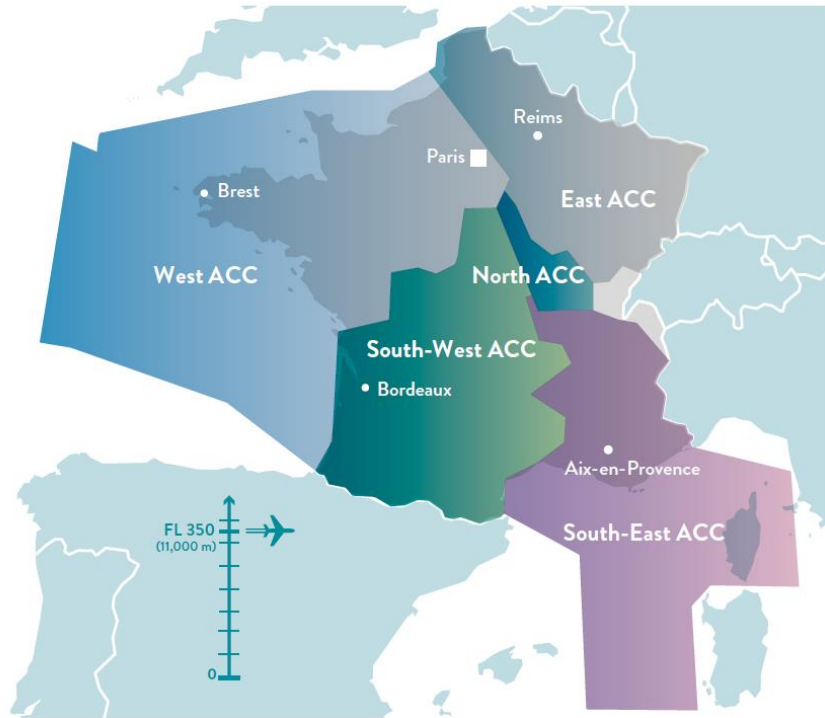 Reims
Paris
East ACC
Brest
West ACC
North ACC
South-West ACC
Bordeaux
Aix-en-Provence
South-East ACC
FL 350
(11,000 m)
0